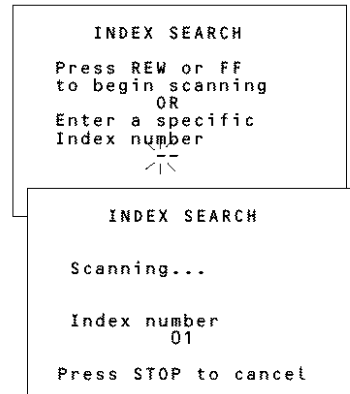 INDEX SEARCH
Press REW or FF
to begin scanning
OR
Enter a specific
Index number
--
INDEX SEARCH
Scanning...
Index number
01
Press STOP to cancel